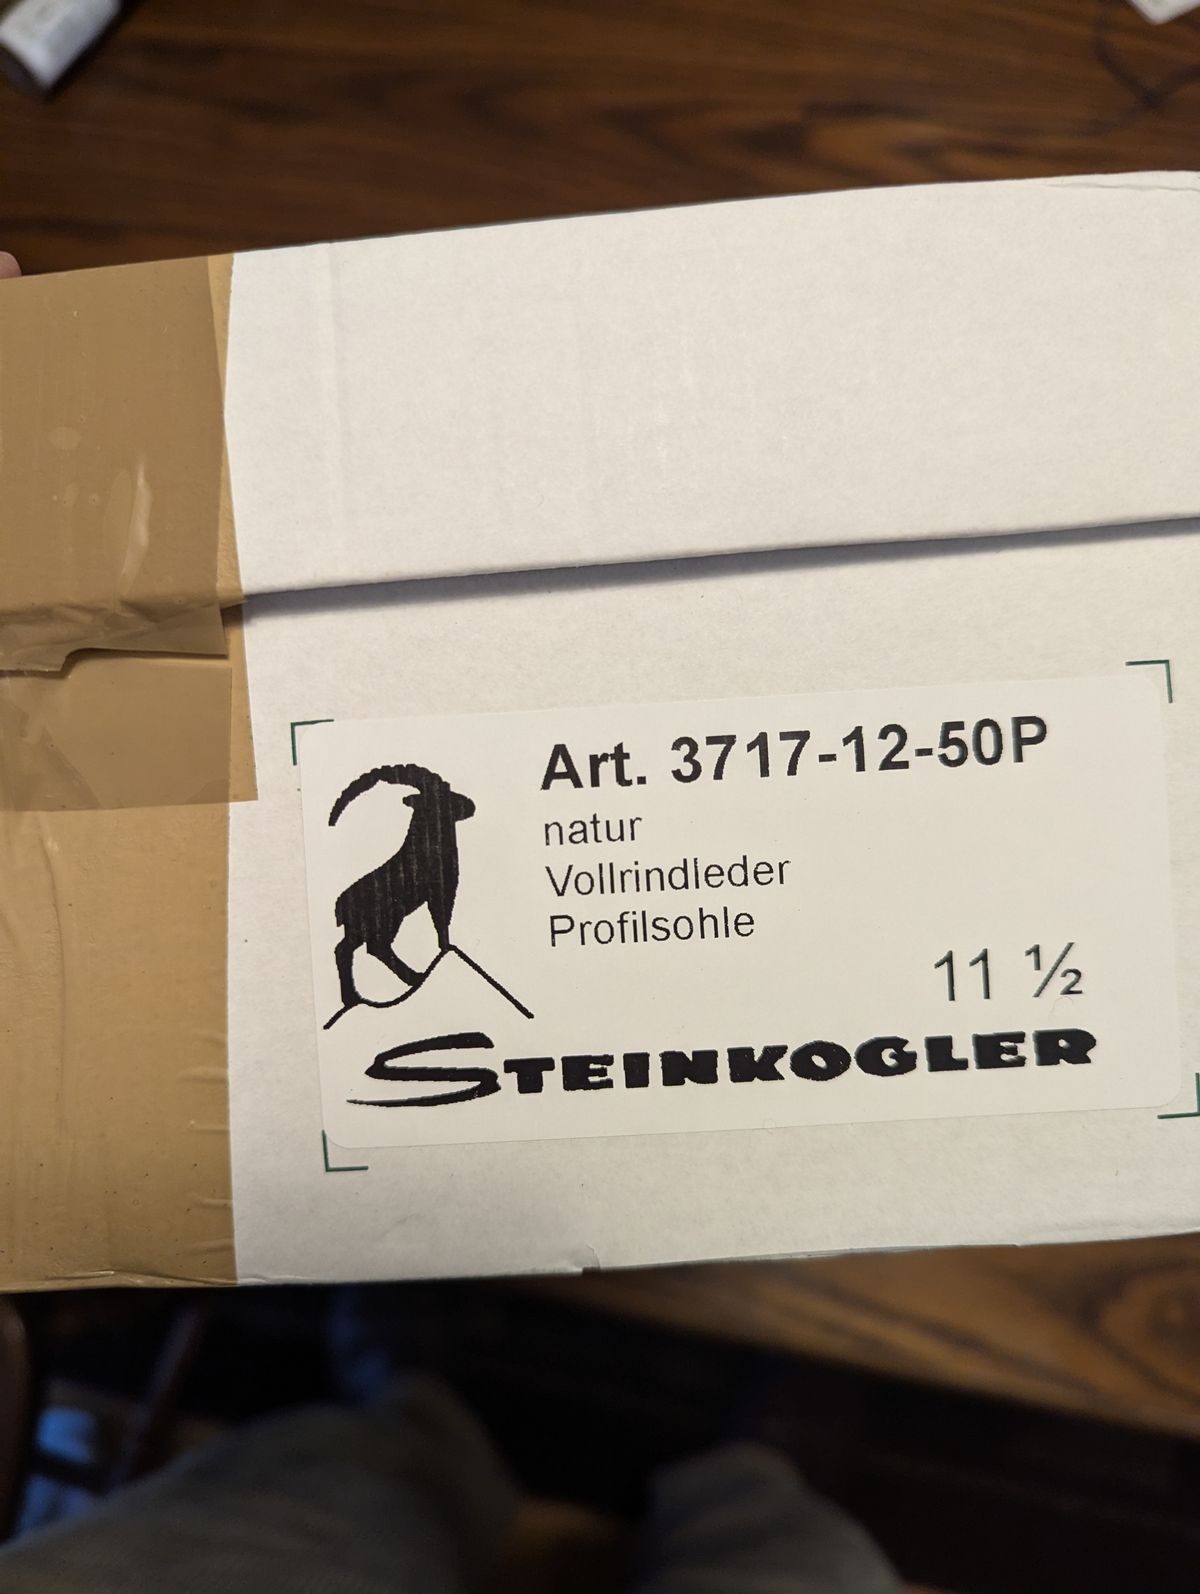 Art. 3717-12-50P
natur
Vollrindleder
Profilsohle
11 ½
STEINKOGLER